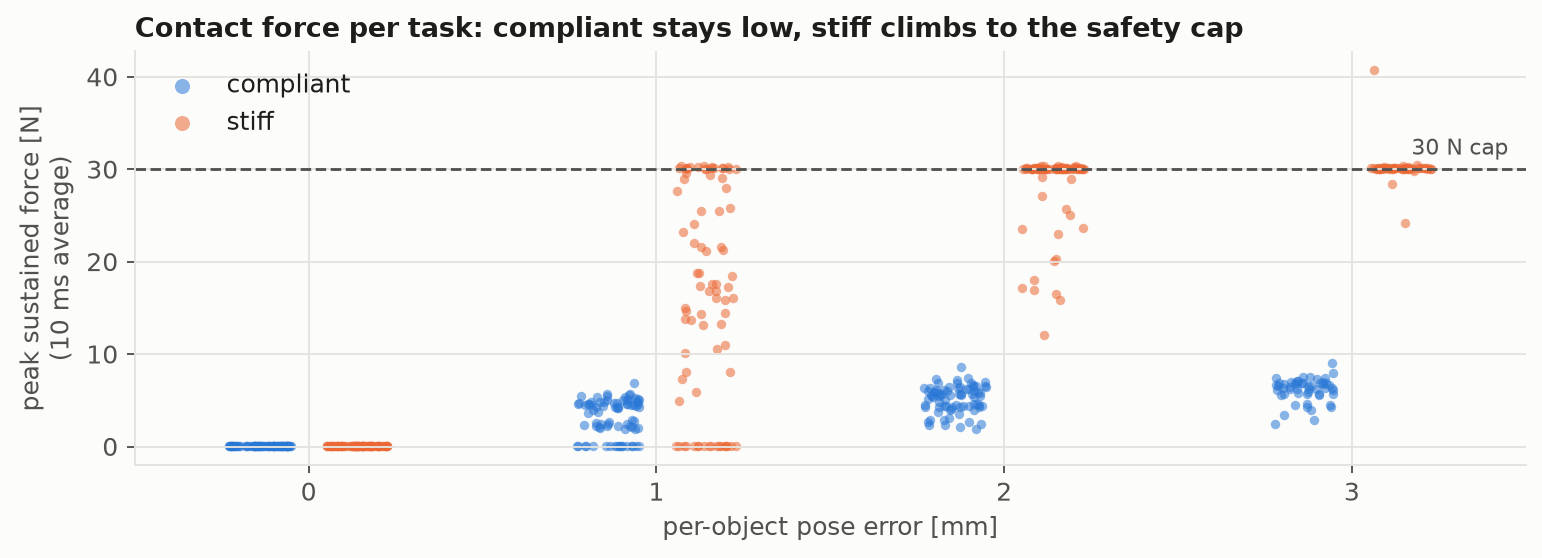 Contact force per task: compliant stays low, stiff climbs to the safety cap
peak sustained force [N]
(10 ms average)
40
30
20
10
0
compliant
stiff
30 N cap
0
1
2
3
per-object pose error [mm]